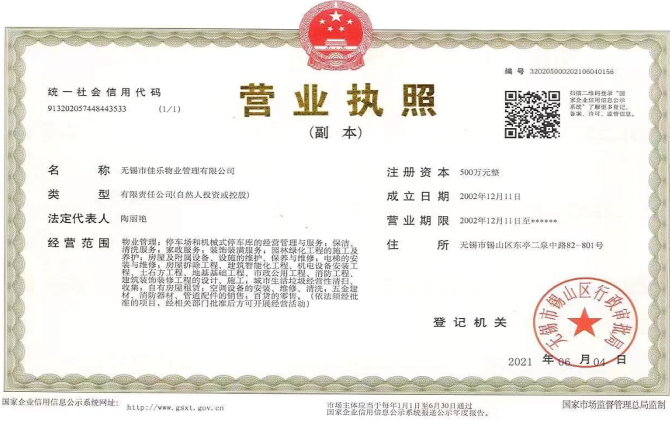 编号 320205000202106040156
统一社会信用代码
913202057448443533 (1/1)
营业执照
(副本)
扫描二维码登录“国
家企业信用信息公示
系统”了解更多登记、
备案、许可、监管信息。
名称 无锡市佳乐物业管理有限公司
类型 有限责任公司(自然人投资或控股)
法定代表人 陶丽艳
经营范围 物业管理；停车场和机械式停车库的经营管理与服务；保洁、
清洗服务；家政服务；装饰装潢服务；园林绿化工程的施工及
养护；房屋及附属设备、设施的维护、保养与维修；电梯的安
装与维修；房屋拆除工程、建筑智能化工程、机电设备安装工
程、土石方工程、地基基础工程、市政公用工程、消防工程、
建筑装饰装修工程的设计、施工；城市生活垃圾经营性清扫、
收集；自有房屋租赁；空调设备的安装、维修、清洗；五金建
材、消防器材、管道配件的销售；百货的零售。（依法须经批
准的项目，经相关部门批准后方可开展经营活动）
注册资本 500万元整
成立日期 2002年12月11日
营业期限 2002年12月11日至******
住所 无锡市锡山区东亭二泉中路82-801号
登记机关
无锡市锡山区行政审批局
2021 年 06 月 04 日
国家企业信用信息公示系统网址： http://www.gsxt.gov.cn
市场主体应当于每年1月1日至6月30日通过
国家企业信用信息公示系统报送公示年度报告。
国家市场监督管理总局监制